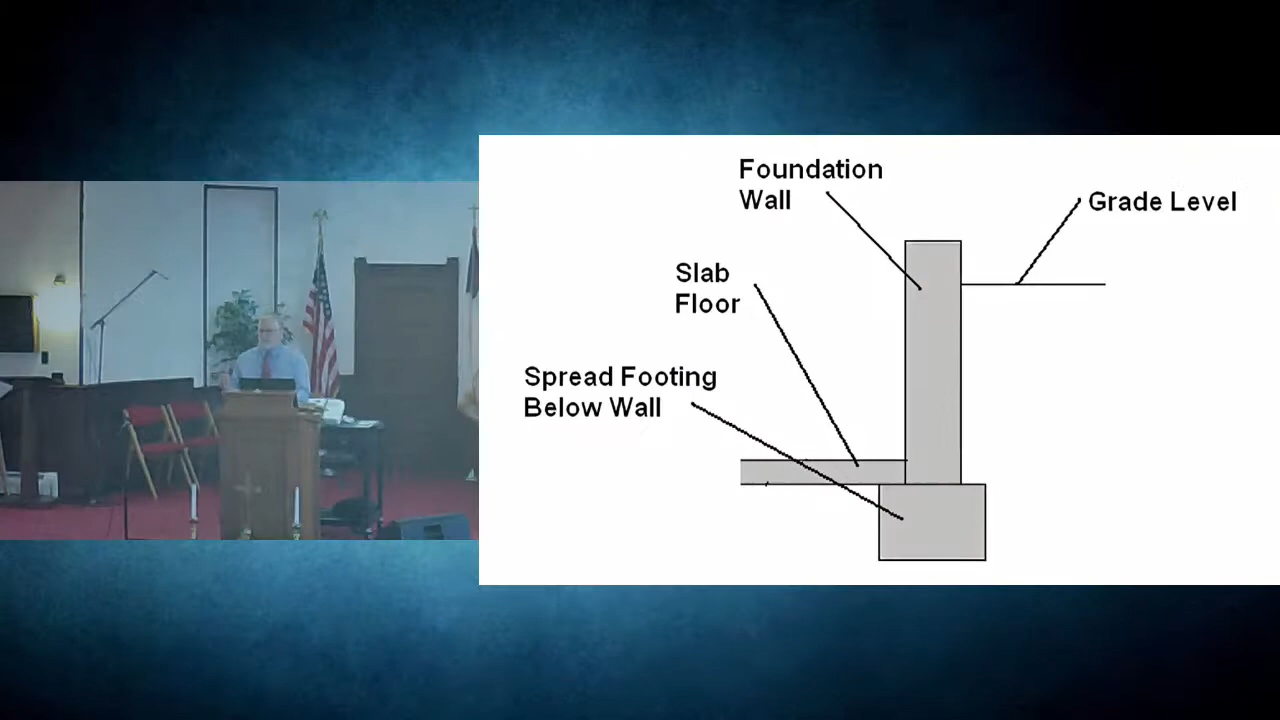 Foundation
Wall
Grade Level
Slab
Floor
Spread Footing
Below Wall